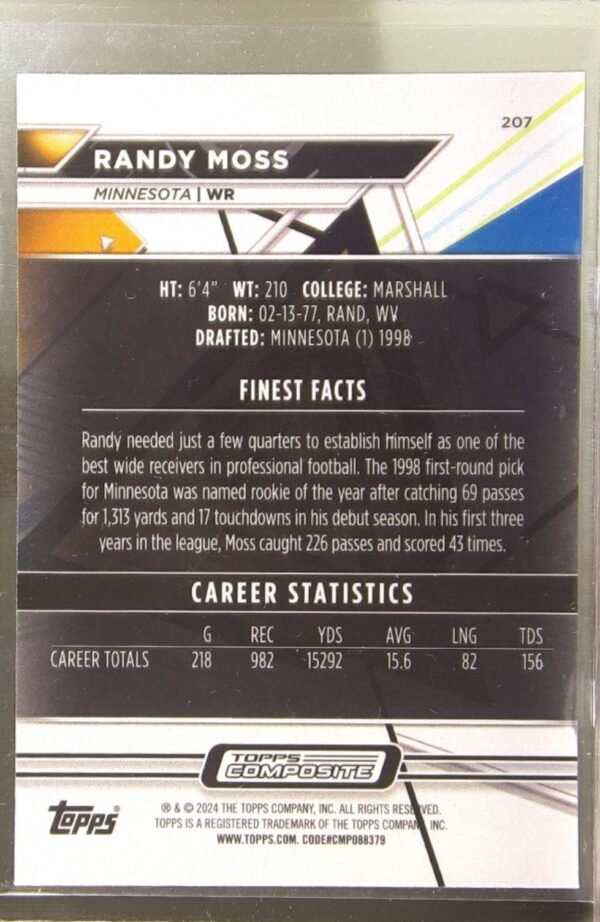 207
RANDY MOSS
MINNESOTA | WR
HT: 6'4" WT: 210 COLLEGE: MARSHALL
BORN: 02-13-77, RAND, WV
DRAFTED: MINNESOTA (1) 1998
FINEST FACTS
Randy needed just a few quarters to establish himself as one of the
best wide receivers in professional football. The 1998 first-round pick
for Minnesota was named rookie of the year after catching 69 passes
for 1,313 yards and 17 touchdowns in his debut season. In his first three
years in the league, Moss caught 226 passes and scored 43 times.
CAREER STATISTICS
G REC YDS AVG LNG TDS
CAREER TOTALS 218 982 15292 15.6 82 156
TOPPS
COMPOSITE
Topps®
® & © 2024 THE TOPPS COMPANY, INC. ALL RIGHTS RESERVED.
TOPPS IS A REGISTERED TRADEMARK OF THE TOPPS COMPANY, INC.
WWW.TOPPS.COM. CODE#CMP088379